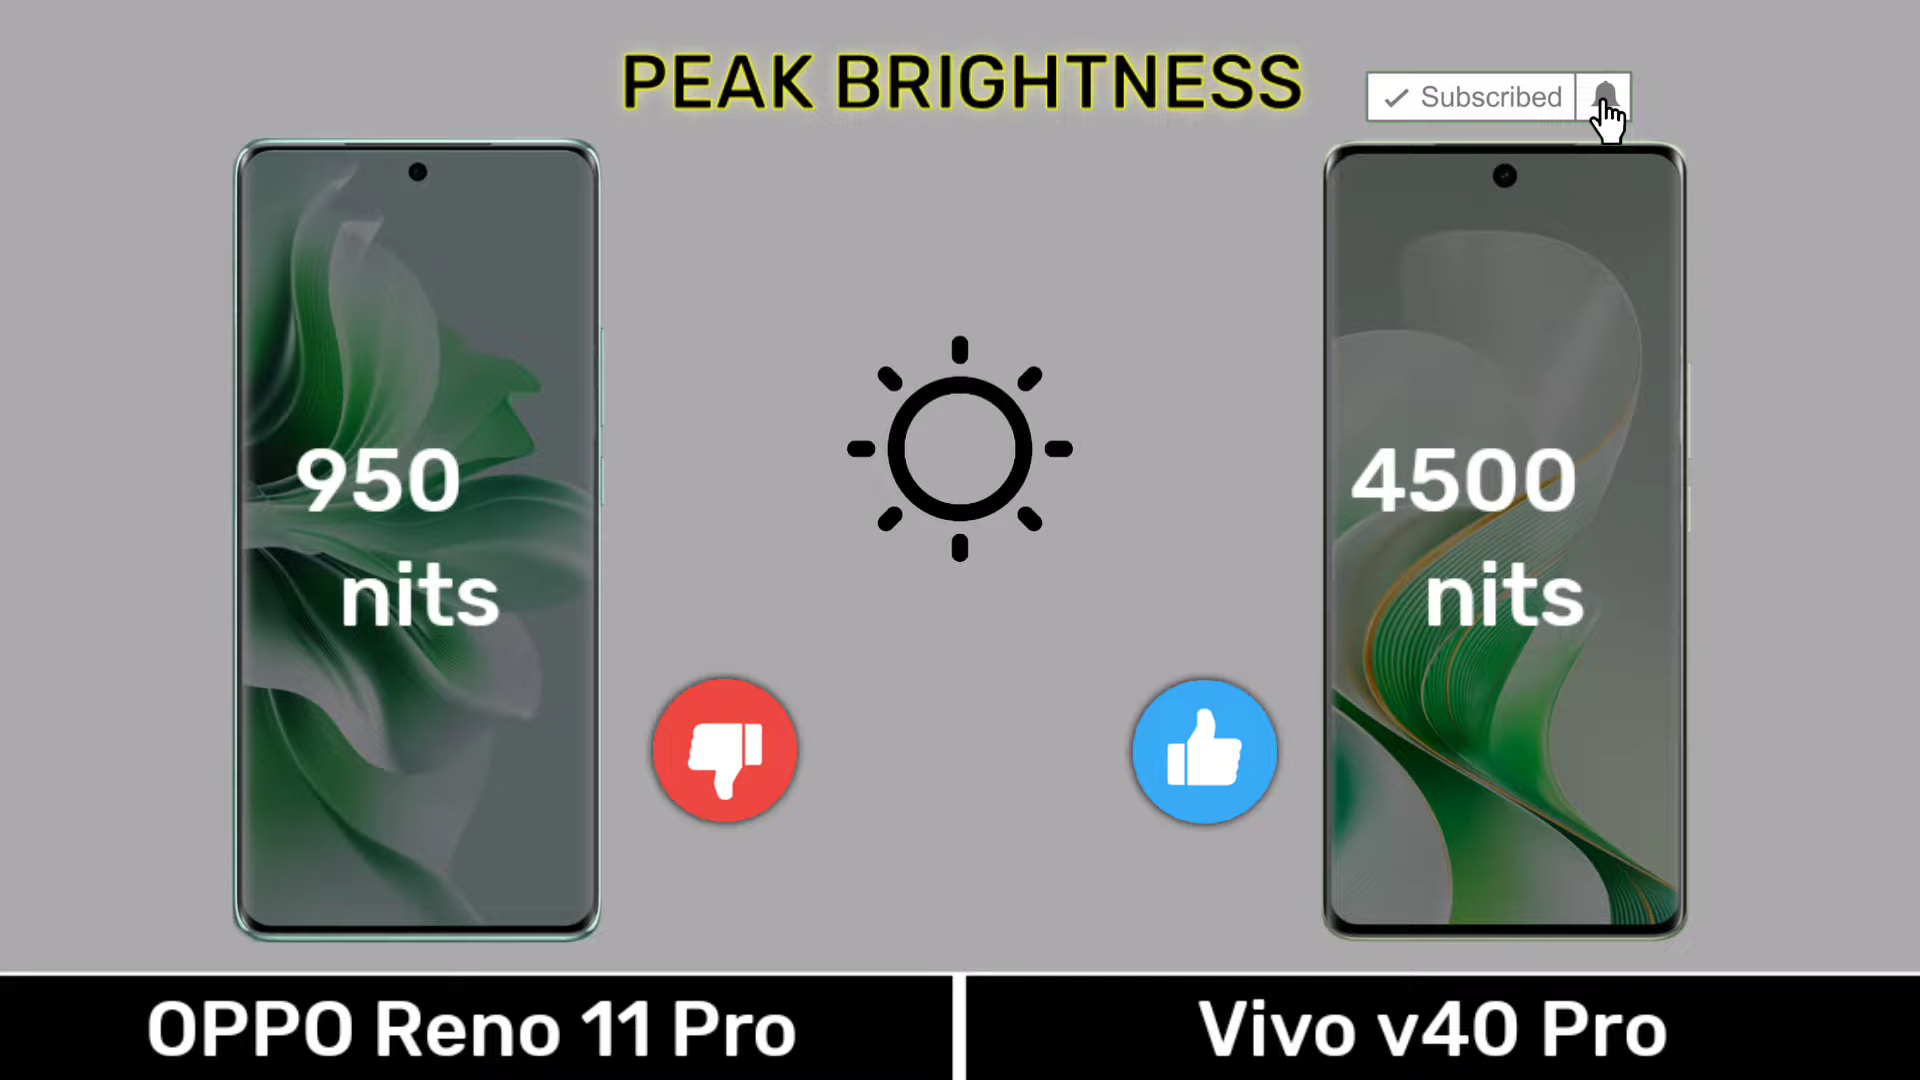 PEAK BRIGHTNESS
Subscribed
950
nits
4500
nits
OPPO Reno 11 Pro
Vivo v40 Pro